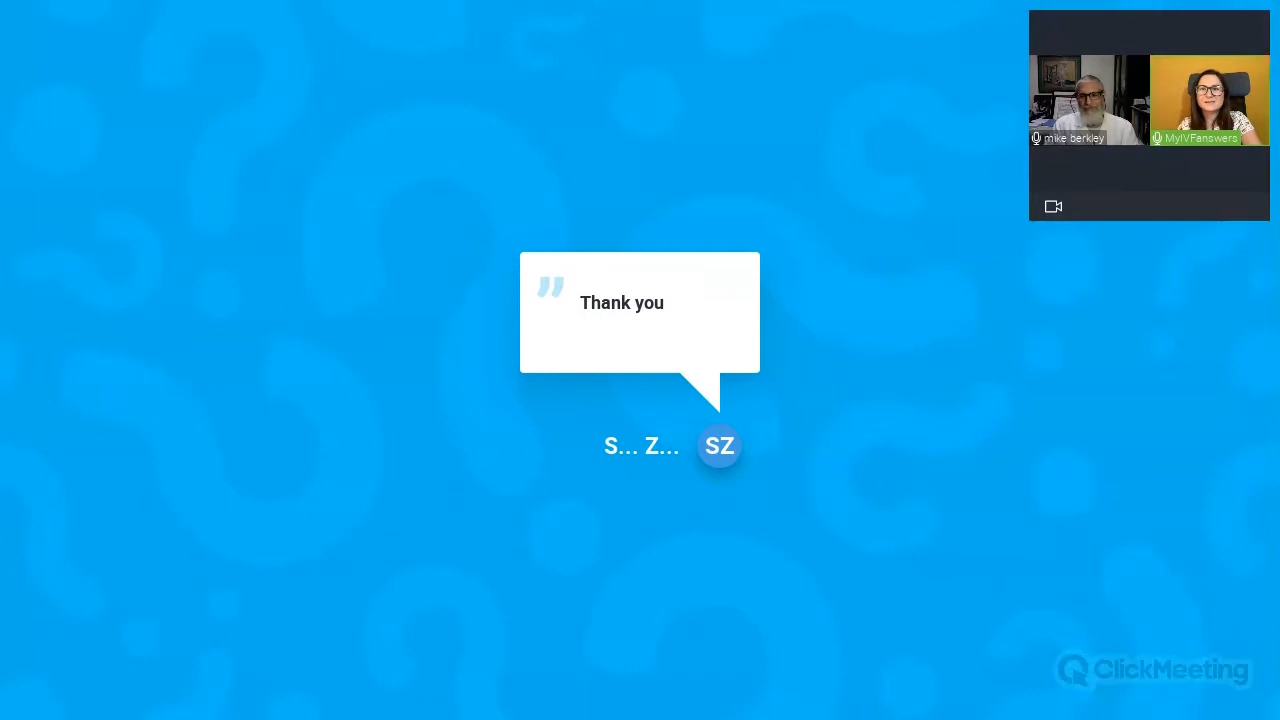 mike berkley
MyIVFanswers
” Thank you
S... Z... SZ
ClickMeeting